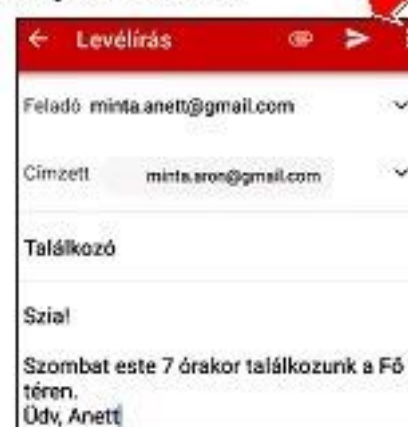 Levélírás
Feladó minta.anett@gmail.com
Címzett minta.aron@gmail.com
Találkozó
Szia!
Szombat este 7 órakor találkozunk a Fő
téren.
Üdv, Anett